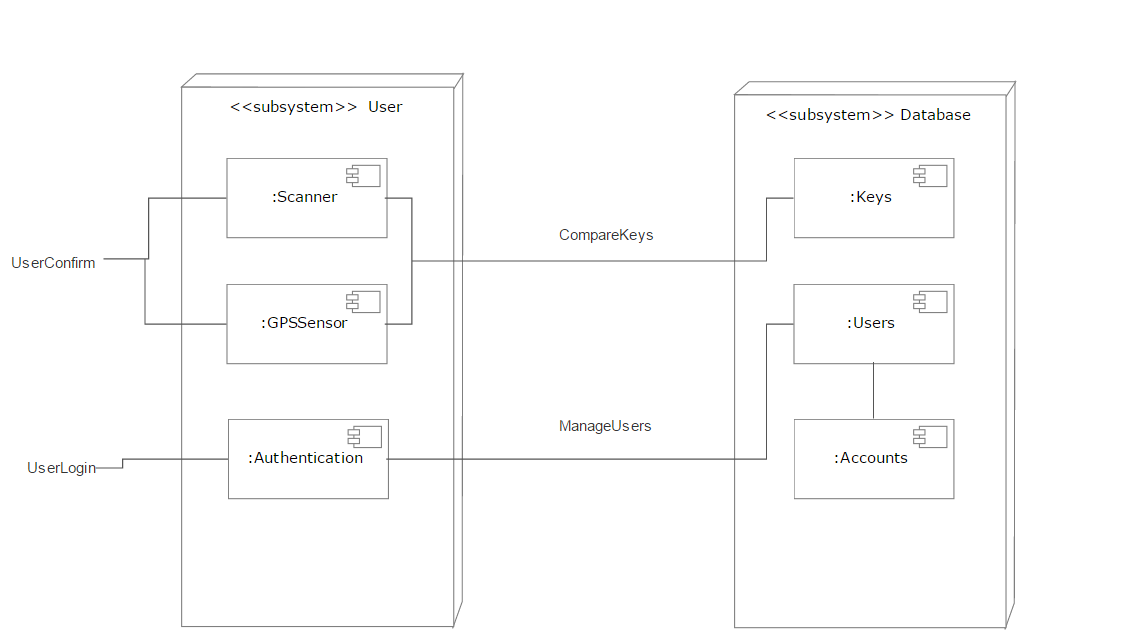 <<subsystem>> User
<<subsystem>> Database
:Scanner
:Keys
CompareKeys
UserConfirm
:GPSSensor
:Users
ManageUsers
UserLogin
:Authentication
:Accounts